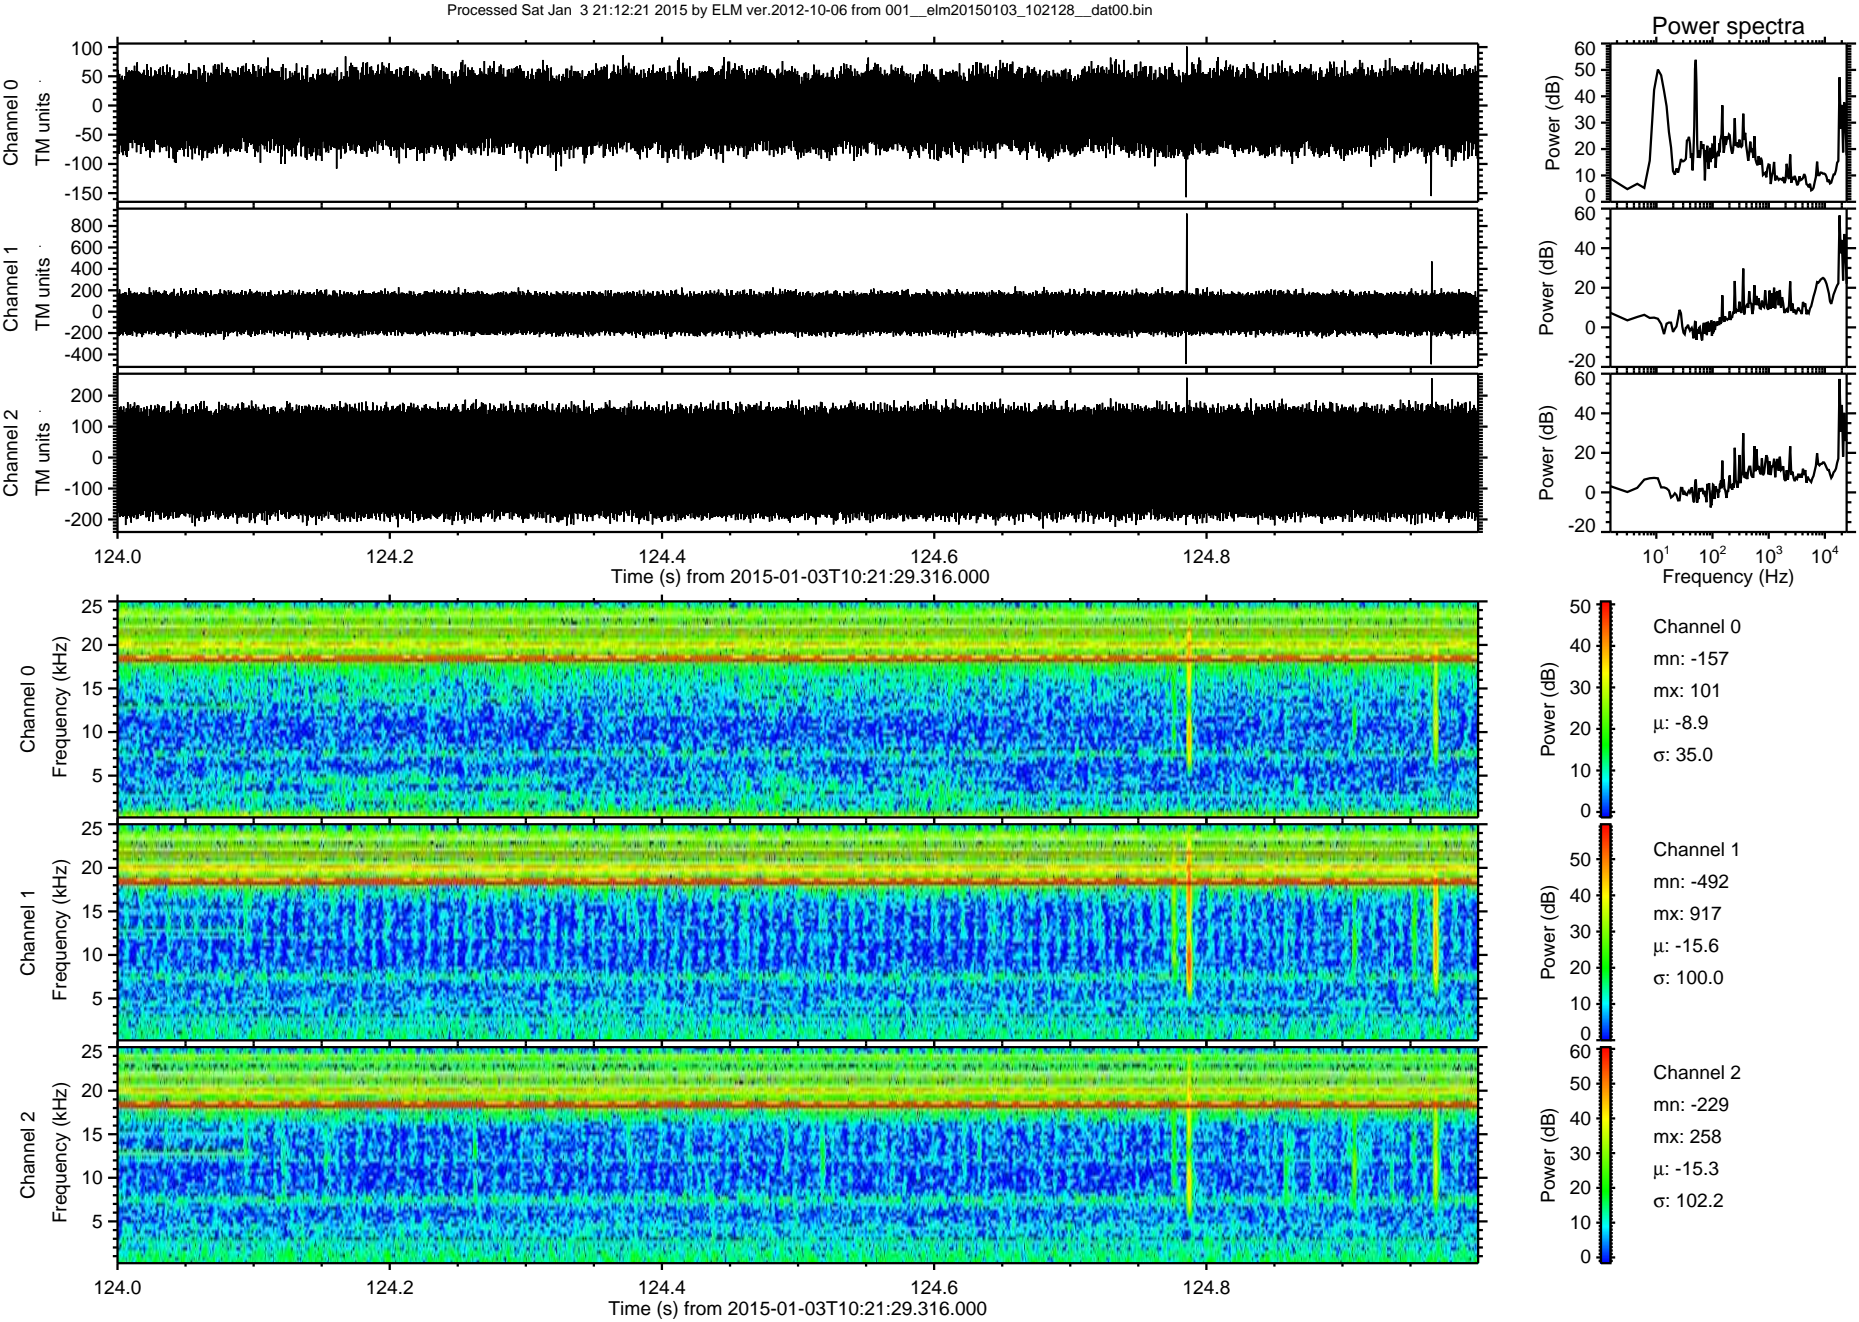 Processed Sat Jan  3 21:12:21 2015 by ELM ver.2012-10-06 from 001__elm20150103_102128__dat00.bin
Power spectra
Channel 0
TM units
100
50
0
-50
-100
-150
Power (dB)
60
50
40
30
20
10
0
Channel 1
TM units
800
600
400
200
0
-200
-400
Power (dB)
60
40
20
0
-20
Channel 2
TM units
200
100
0
-100
-200
Power (dB)
60
40
20
0
-20
124.0 124.2 124.4 124.6 124.8
Time (s) from 2015-01-03T10:21:29.316.000
10^1 10^2 10^3 10^4
Frequency (Hz)
Channel 0
Frequency (kHz)
25
20
15
10
5
Power (dB)
50
40
30
20
10
0
Channel 0
mn: -157
mx: 101
µ: -8.9
σ: 35.0
Channel 1
Frequency (kHz)
25
20
15
10
5
Power (dB)
50
40
30
20
10
0
Channel 1
mn: -492
mx: 917
µ: -15.6
σ: 100.0
Channel 2
Frequency (kHz)
25
20
15
10
5
Power (dB)
60
50
40
30
20
10
0
Channel 2
mn: -229
mx: 258
µ: -15.3
σ: 102.2
124.0 124.2 124.4 124.6 124.8
Time (s) from 2015-01-03T10:21:29.316.000